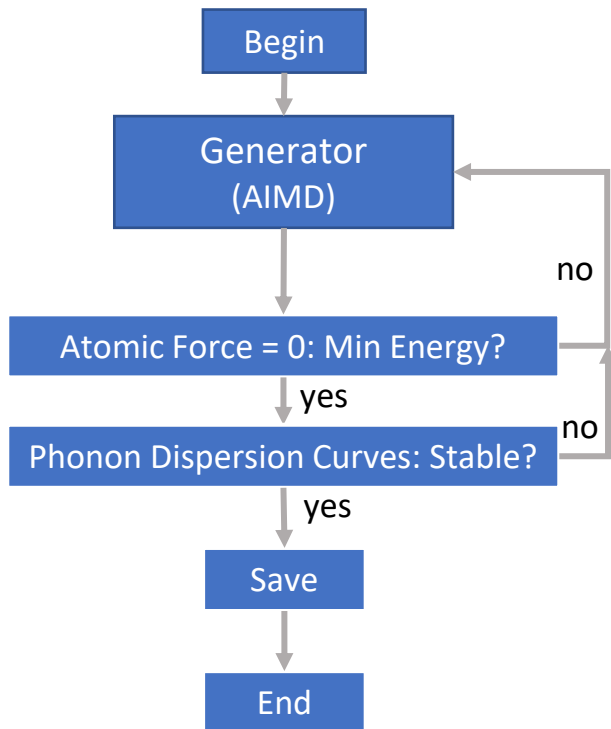 Begin
Generator
(AIMD)
no
Atomic Force = 0: Min Energy?
yes
no
Phonon Dispersion Curves: Stable?
yes
Save
End